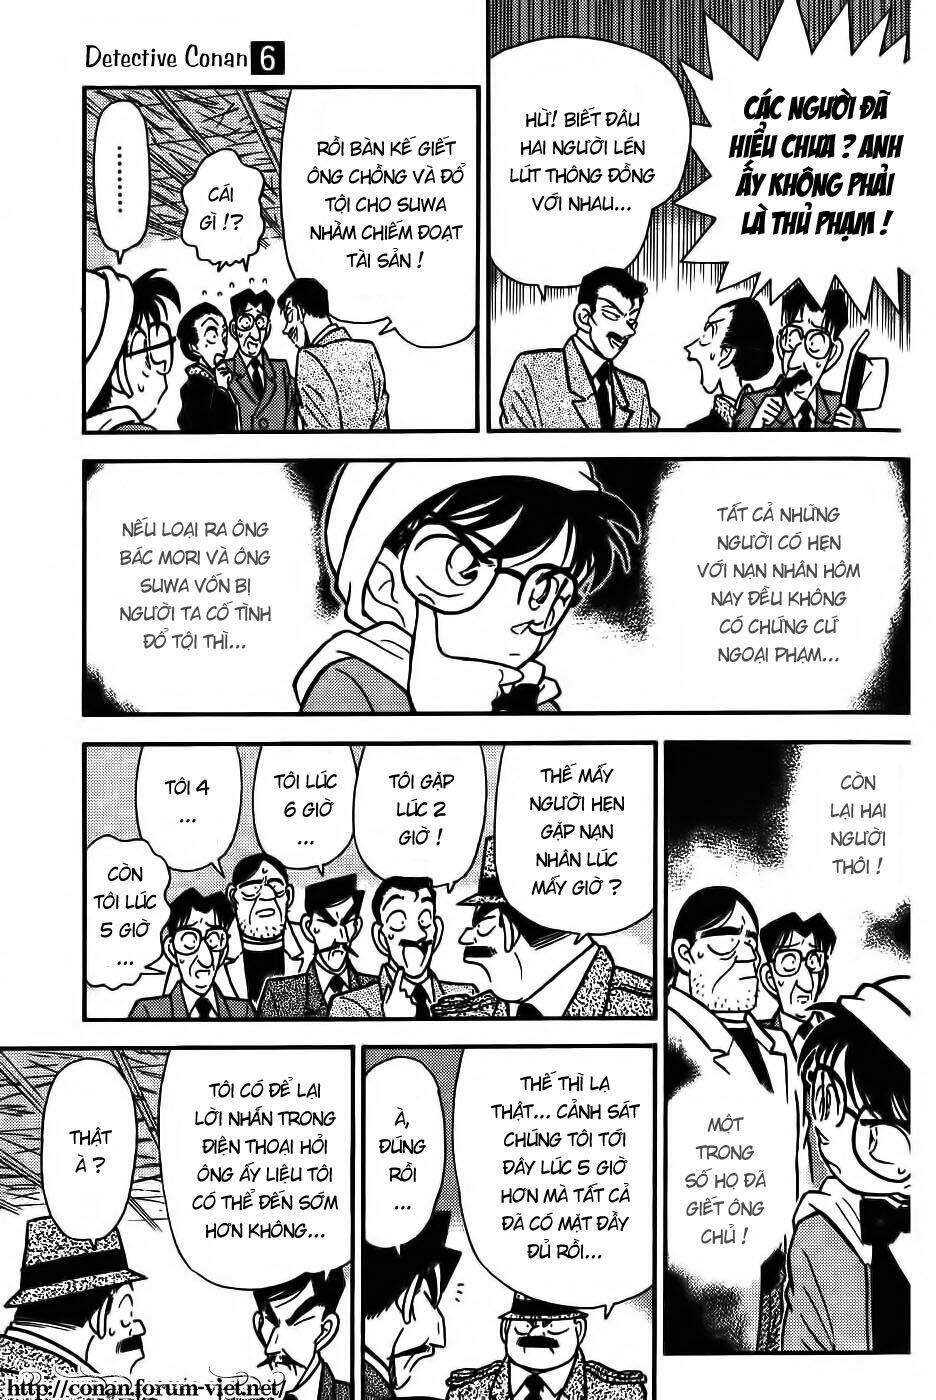 Detective Conan 6
CÁC NGƯỜI ĐÃ
HIỂU CHƯA ? ANH
ẤY KHÔNG PHẢI
LÀ THỦ PHẠM !
HỪ! BIẾT ĐÂU
HAI NGƯỜI LÉN
LÚT THÔNG ĐỒNG
VỚI NHAU...
RỒI BÀN KẾ GIẾT
ÔNG CHỒNG VÀ ĐỔ
TỘI CHO SUWA
NHẰM CHIẾM ĐOẠT
TÀI SẢN !
CÁI
GÌ !?
.........
TẤT CẢ NHỮNG
NGƯỜI CÓ HẸN
VỚI NẠN NHÂN HÔM
NAY ĐỀU KHÔNG
CÓ CHỨNG CỨ
NGOẠI PHẠM...
NẾU LOẠI RA ÔNG
BÁC MORI VÀ ÔNG
SUWA VỐN BỊ
NGƯỜI TA CỐ TÌNH
ĐỔ TỘI THÌ...
CÒN
LẠI HAI
NGƯỜI
THÔI !
MỘT
TRONG
SỐ HỌ ĐÃ
GIẾT ÔNG
CHỦ !
THẾ MẤY
NGƯỜI HẸN
GẶP NẠN
NHÂN LÚC
MẤY GIỜ ?
TÔI GẶP
LÚC 2
GIỜ !
TÔI LÚC
6 GIỜ
...
TÔI 4
...
CÒN
TÔI LÚC
5 GIỜ
...
THẾ THÌ LẠ
THẬT... CẢNH SÁT
CHÚNG TÔI TỚI
ĐÂY LÚC 5 GIỜ
HƠN MÀ TẤT CẢ
ĐÃ CÓ MẶT ĐẦY
ĐỦ RỒI...
À,
ĐÚNG
RỒI
...
TÔI CÓ ĐỂ LẠI
LỜI NHẮN TRONG
ĐIỆN THOẠI HỎI
ÔNG ẤY LIỆU TÔI
CÓ THỂ ĐẾN SỚM
HƠN KHÔNG...
THẬT
À ?
http://conan.forum-viet.net/